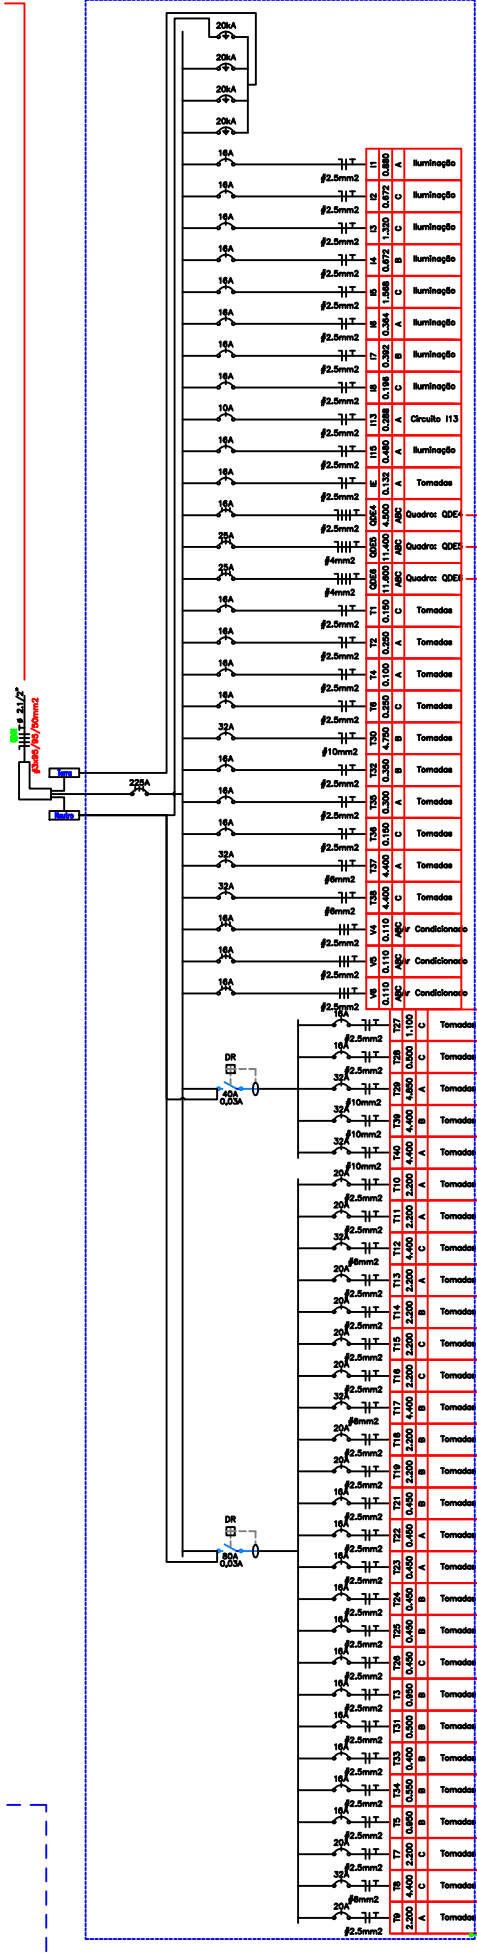 20kA
20kA
20kA
20kA
16A #2.5mm2 I1 0.880 A Iluminação
16A #2.5mm2 I2 0.672 C Iluminação
16A #2.5mm2 I3 1.320 C Iluminação
16A #2.5mm2 I4 0.672 B Iluminação
16A #2.5mm2 I5 1.568 C Iluminação
16A #2.5mm2 I6 0.364 A Iluminação
16A #2.5mm2 I7 0.392 B Iluminação
16A #2.5mm2 I8 0.196 C Iluminação
10A #2.5mm2 I13 0.288 A Circuito I13
16A #2.5mm2 I15 0.480 A Iluminação
16A #2.5mm2 IE 0.132 A Tomadas
16A #2.5mm2 QDE4 4.500 ABC Quadro: QDE4
25A #4mm2 QDE5 11.400 ABC Quadro: QDE5
25A #4mm2 QDE6 11.800 ABC Quadro: QDE6
16A #2.5mm2 T1 0.150 C Tomadas
16A #2.5mm2 T2 0.250 A Tomadas
16A #2.5mm2 T4 0.100 A Tomadas
16A #2.5mm2 T6 0.250 C Tomadas
32A #10mm2 T30 4.750 B Tomadas
16A #2.5mm2 T32 0.350 B Tomadas
16A #2.5mm2 T35 0.300 A Tomadas
16A #2.5mm2 T36 0.150 C Tomadas
32A #6mm2 T37 4.400 A Tomadas
32A #6mm2 T38 4.400 C Tomadas
16A #2.5mm2 V4 0.110 ABC r Condicionado
16A #2.5mm2 V5 0.110 ABC r Condicionado
16A #2.5mm2 V6 0.110 ABC r Condicionado
2.1/2"
#3x95/95/50mm2
Terra
225A
Neutro
DR
40A
0,03A
16A #2.5mm2 T27 1.100 C Tomadas
16A #2.5mm2 T28 0.500 C Tomadas
32A #10mm2 T29 4.850 A Tomadas
32A #10mm2 T39 4.400 B Tomadas
32A #10mm2 T40 4.400 A Tomadas
DR
80A
0,03A
20A #2.5mm2 T10 2.200 A Tomadas
20A #2.5mm2 T11 2.200 A Tomadas
32A #6mm2 T12 4.400 C Tomadas
20A #2.5mm2 T13 2.200 A Tomadas
20A #2.5mm2 T14 2.200 B Tomadas
20A #2.5mm2 T15 2.200 C Tomadas
20A #2.5mm2 T16 2.200 C Tomadas
32A #6mm2 T17 4.400 B Tomadas
20A #2.5mm2 T18 2.200 B Tomadas
20A #2.5mm2 T19 2.200 B Tomadas
16A #2.5mm2 T21 0.450 B Tomadas
16A #2.5mm2 T22 0.450 A Tomadas
16A #2.5mm2 T23 0.450 A Tomadas
16A #2.5mm2 T24 0.450 B Tomadas
16A #2.5mm2 T25 0.450 B Tomadas
16A #2.5mm2 T26 0.450 C Tomadas
16A #2.5mm2 T3 0.950 B Tomadas
16A #2.5mm2 T31 0.500 B Tomadas
16A #2.5mm2 T33 0.400 B Tomadas
16A #2.5mm2 T34 0.550 B Tomadas
16A #2.5mm2 T5 0.950 B Tomadas
20A #2.5mm2 T7 2.200 C Tomadas
32A #6mm2 T8 4.400 C Tomadas
20A #2.5mm2 T9 2.200 A Tomadas